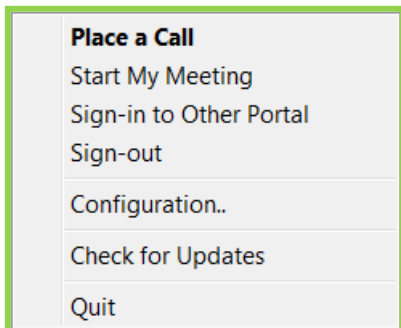 Place a Call
Start My Meeting
Sign-in to Other Portal
Sign-out
Configuration..
Check for Updates
Quit